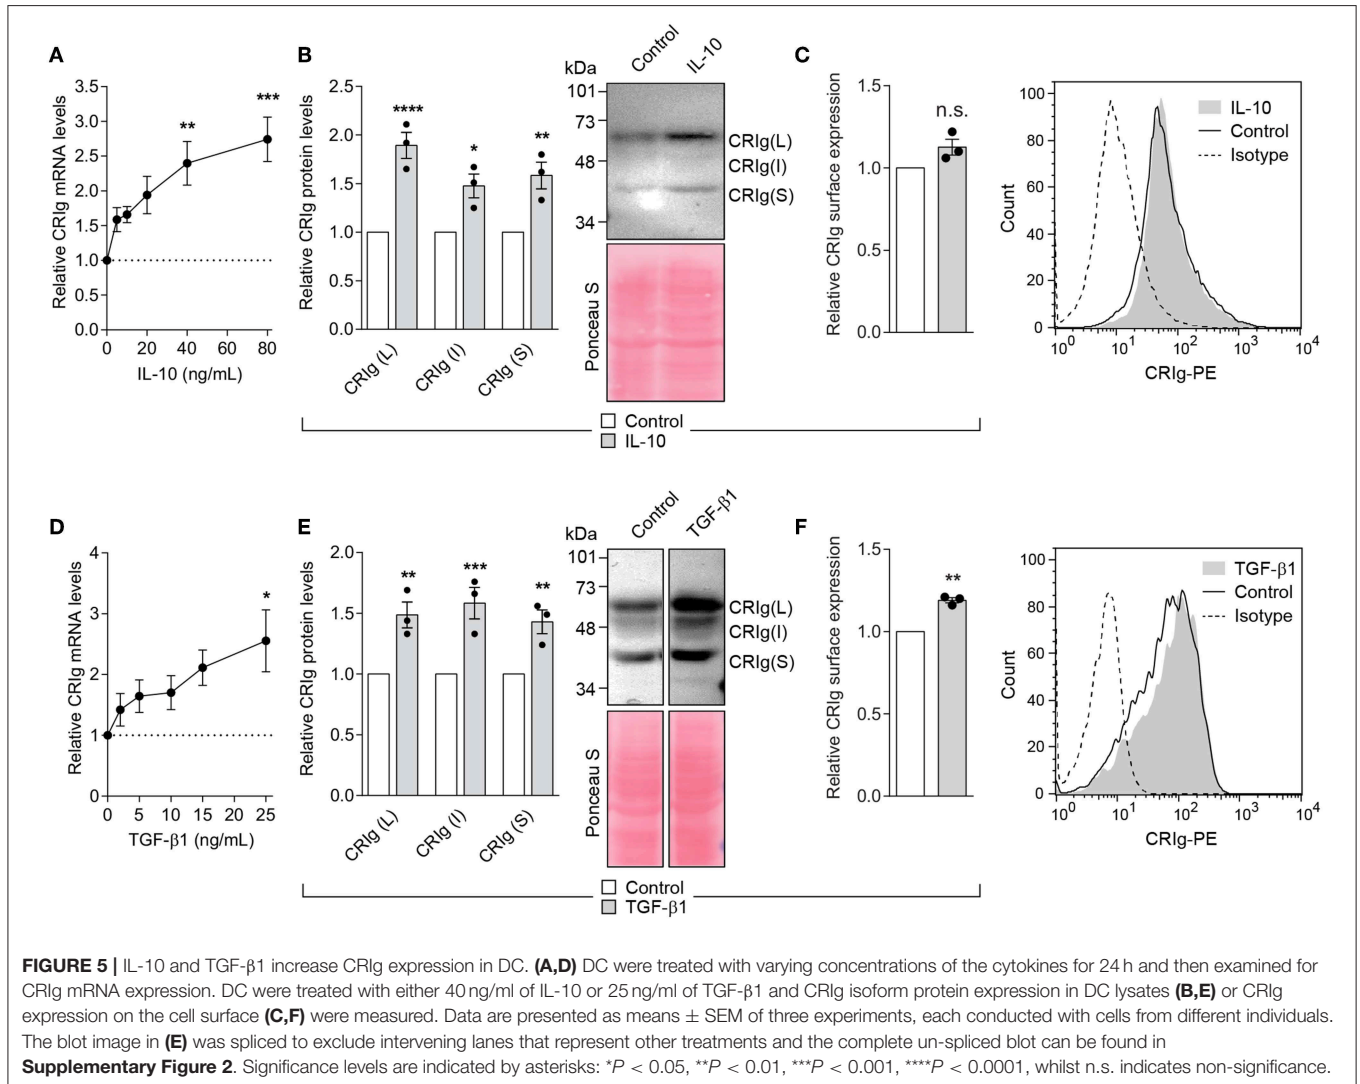 A
Relative CRIg mRNA levels
3.5
3.0
2.5
2.0
1.5
1.0
0.5
0.0
**
***
0 20 40 60 80
IL-10 (ng/mL)
B
Relative CRIg protein levels
2.5
2.0
1.5
1.0
0.5
0.0
****
*
**
CRIg (L)
CRIg (I)
CRIg (S)
kDa
Control
IL-10
101
73
48
34
CRIg(L)
CRIg(I)
CRIg(S)
Ponceau S
Control
IL-10
C
Relative CRIg surface expression
1.5
1.0
0.5
0.0
n.s.
Count
100
80
60
40
20
0
IL-10
Control
Isotype
10⁰ 10¹ 10² 10³ 10⁴
CRIg-PE
D
Relative CRIg mRNA levels
4
3
2
1
0
*
0 5 10 15 20 25
TGF-β1 (ng/mL)
E
Relative CRIg protein levels
2.0
1.5
1.0
0.5
0.0
**
***
**
CRIg (L)
CRIg (I)
CRIg (S)
kDa
Control
TGF-β1
101
73
48
34
CRIg(L)
CRIg(I)
CRIg(S)
Ponceau S
Control
TGF-β1
F
Relative CRIg surface expression
1.5
1.0
0.5
0.0
**
Count
100
80
60
40
20
0
TGF-β1
Control
Isotype
10⁰ 10¹ 10² 10³ 10⁴
CRIg-PE
FIGURE 5 | IL-10 and TGF-β1 increase CRIg expression in DC. (A,D) DC were treated with varying concentrations of the cytokines for 24 h and then examined for
CRIg mRNA expression. DC were treated with either 40 ng/ml of IL-10 or 25 ng/ml of TGF-β1 and CRIg isoform protein expression in DC lysates (B,E) or CRIg
expression on the cell surface (C,F) were measured. Data are presented as means ± SEM of three experiments, each conducted with cells from different individuals.
The blot image in (E) was spliced to exclude intervening lanes that represent other treatments and the complete un-spliced blot can be found in
Supplementary Figure 2. Significance levels are indicated by asterisks: *P < 0.05, **P < 0.01, ***P < 0.001, ****P < 0.0001, whilst n.s. indicates non-significance.